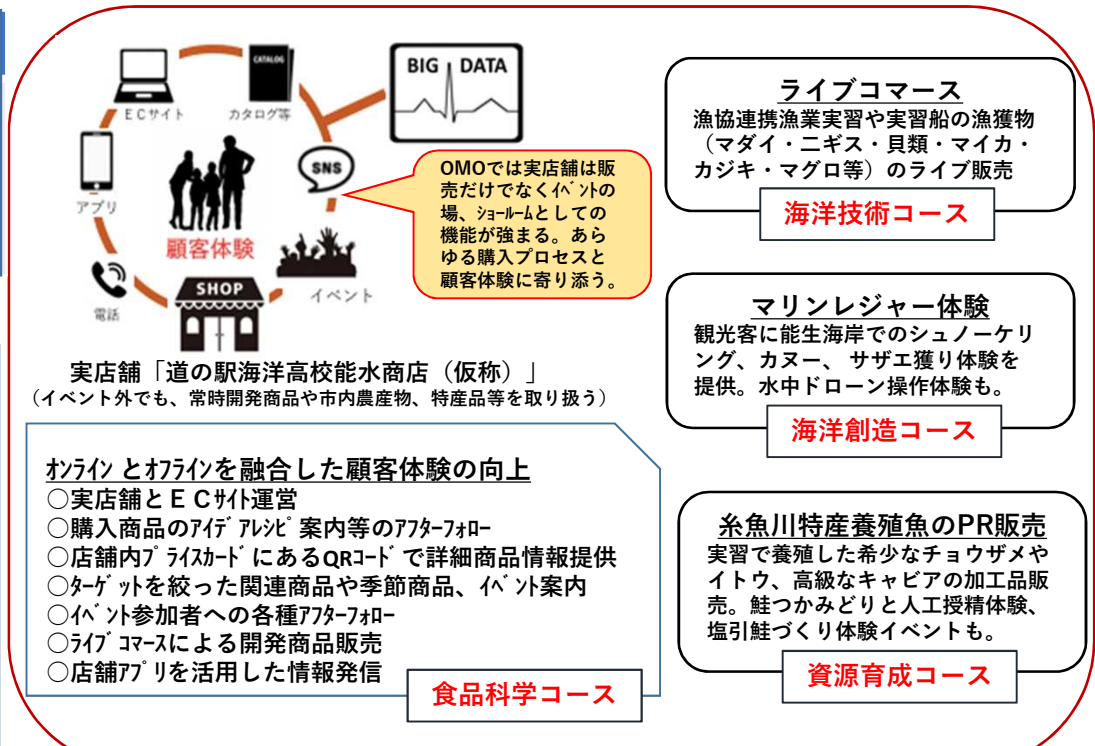 CATALOG
BIG DATA
ECサイト
カタログ等
SNS
アプリ
顧客体験
電話
SHOP
イベント
OMOでは実店舗は販
売だけでなくｲﾍﾞﾝﾄの
場、ｼｮｰﾙｰﾑとしての
機能が強まる。あら
ゆる購入プロセスと
顧客体験に寄り添う。
実店舗「道の駅海洋高校能水商店（仮称）」
（イベント外でも、常時開発商品や市内農産物、特産品等を取り扱う）
ｵﾝﾗｲﾝとｵﾌﾗｲﾝを融合した顧客体験の向上
○実店舗とＥＣｻｲﾄ運営
○購入商品のｱｲﾃﾞｱﾚｼﾋﾟ案内等のｱﾌﾀｰﾌｫﾛｰ
○店舗内ﾌﾟﾗｲｽｶｰﾄﾞにあるQRｺｰﾄﾞで詳細商品情報提供
○ﾀｰｹﾞｯﾄを絞った関連商品や季節商品、ｲﾍﾞﾝﾄ案内
○ｲﾍﾞﾝﾄ参加者への各種ｱﾌﾀｰﾌｫﾛｰ
○ﾗｲﾌﾞｺﾏｰｽによる開発商品販売
○店舗ｱﾌﾟﾘを活用した情報発信
食品科学コース
ライブコマース
漁協連携漁業実習や実習船の漁獲物
（マダイ・ニギス・貝類・マイカ・
カジキ・マグロ等）のライブ販売
海洋技術コース
マリンレジャー体験
観光客に能生海岸でのシュノーケリ
ング、カヌー、サザエ獲り体験を
提供。水中ドローン操作体験も。
海洋創造コース
糸魚川特産養殖魚のPR販売
実習で養殖した希少なチョウザメや
イトウ、高級なキャビアの加工品販
売。鮭つかみどりと人工授精体験、
塩引鮭づくり体験イベントも。
資源育成コース